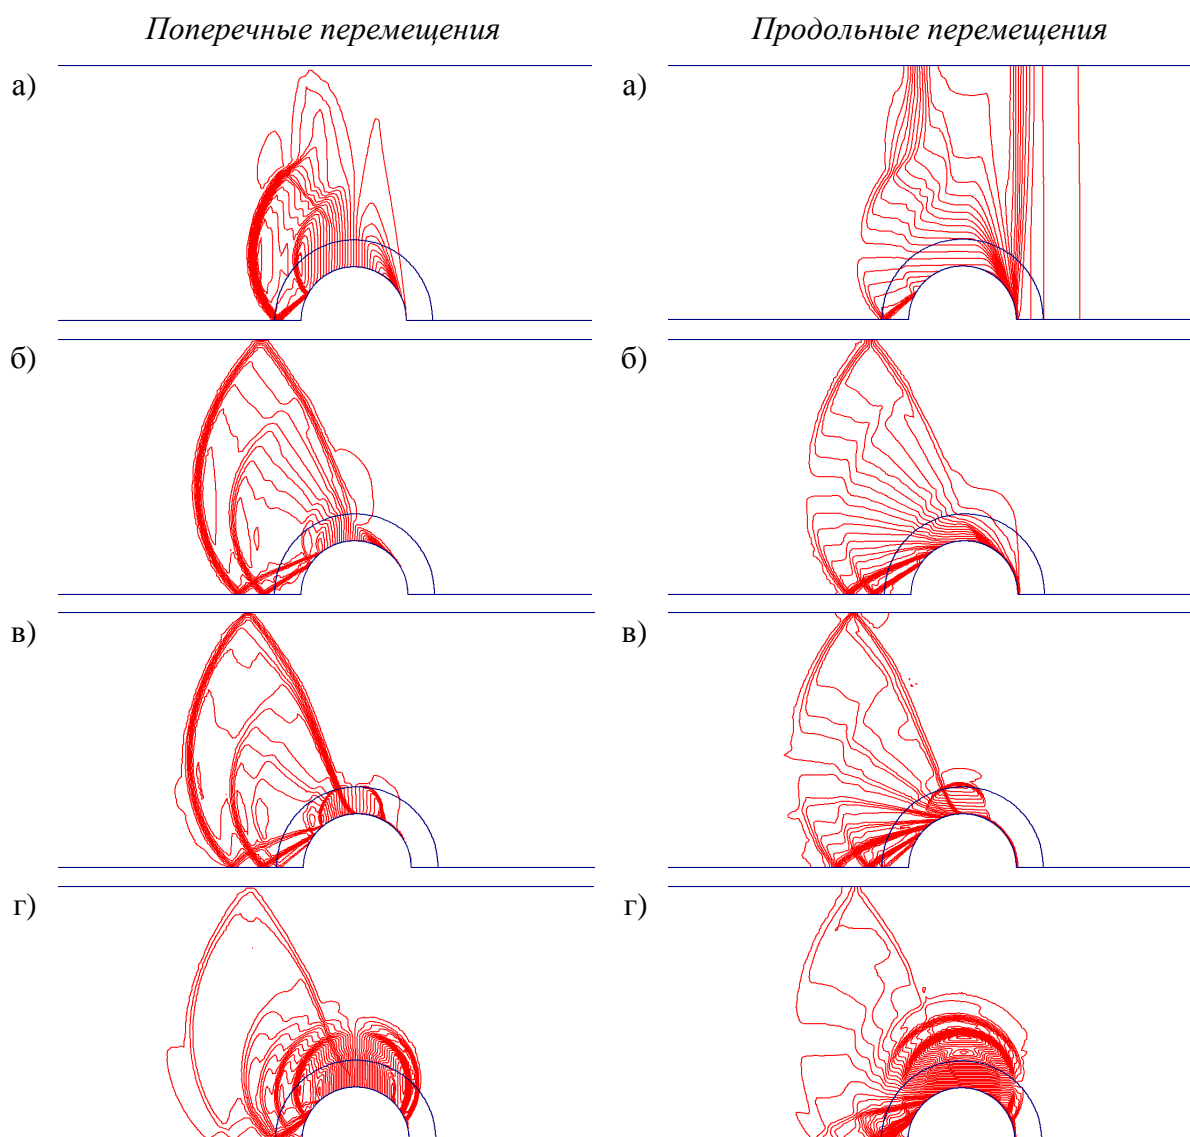 Поперечные перемещения Продольные перемещения
а) а)
б) б)
в) в)
г) г)